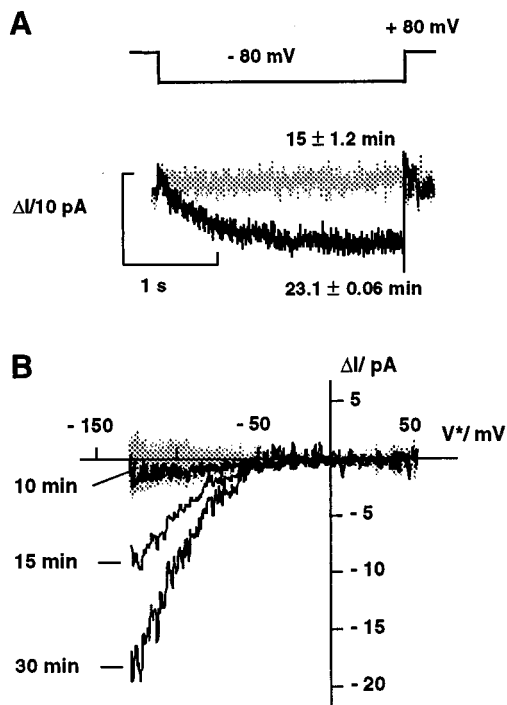 A
+ 80 mV
- 80 mV
15 ± 1.2 min
ΔI/10 pA
1 s
23.1 ± 0.06 min
B
ΔI/ pA
5
- 150
- 50
50
V*/ mV
10 min
- 5
15 min
- 10
- 15
30 min
- 20